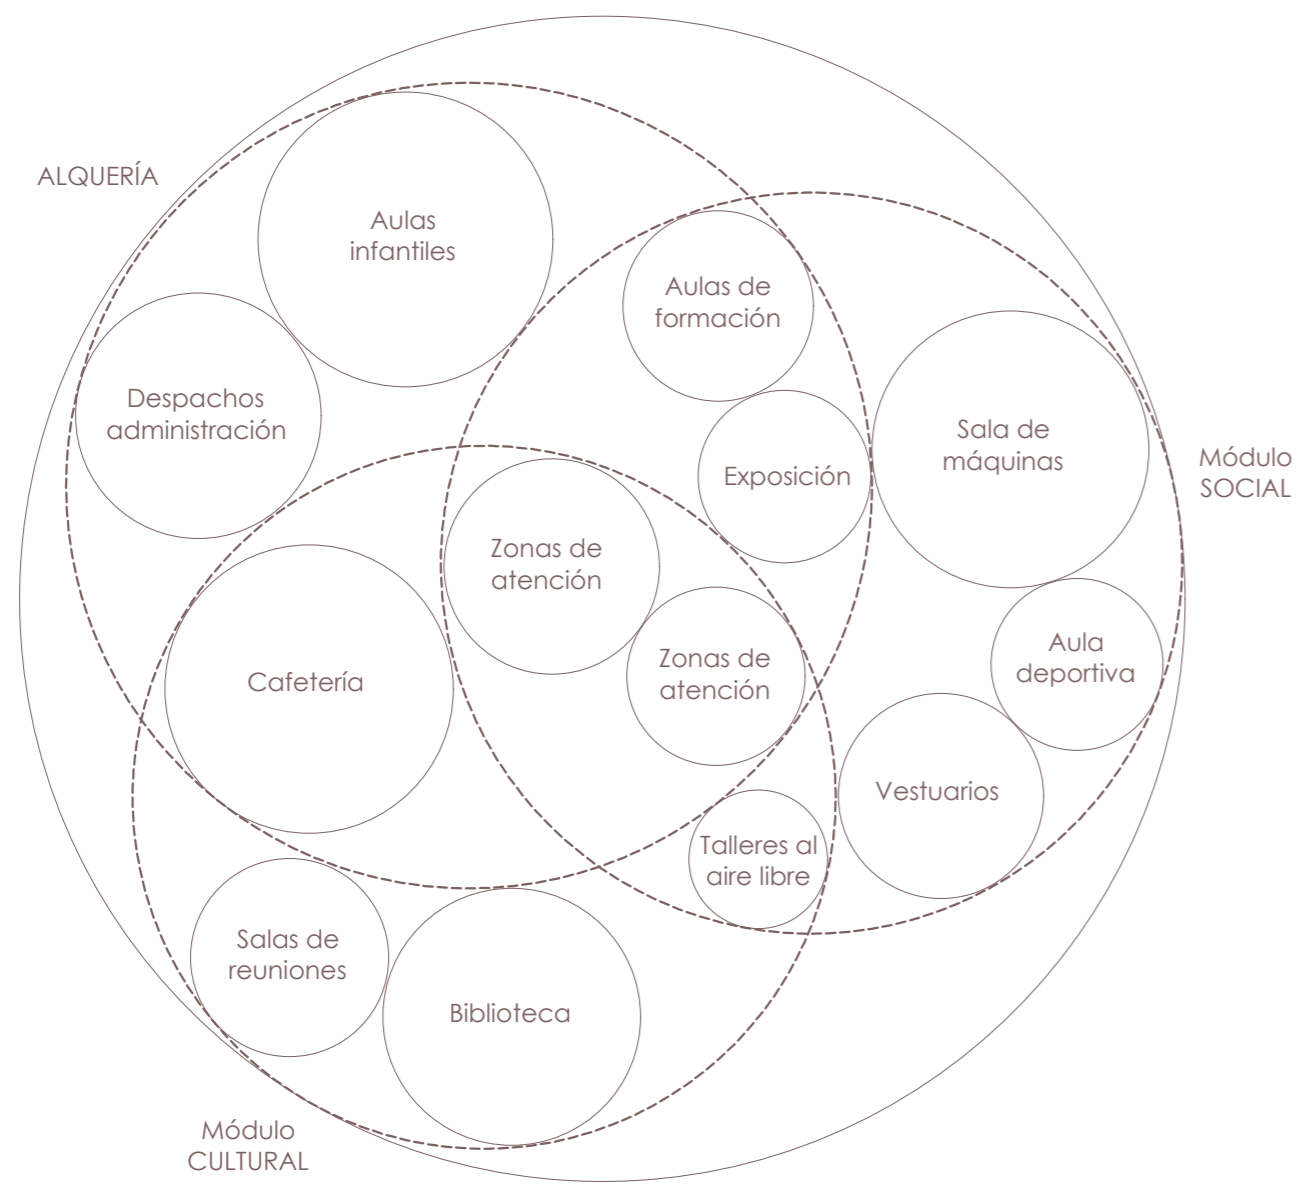 ALQUERÍA
Aulas
infantiles
Aulas de
formación
Despachos
administración
Sala de
máquinas
Módulo
SOCIAL
Exposición
Zonas de
atención
Zonas de
atención
Aula
deportiva
Cafetería
Vestuarios
Talleres al
aire libre
Salas de
reuniones
Biblioteca
Módulo
CULTURAL